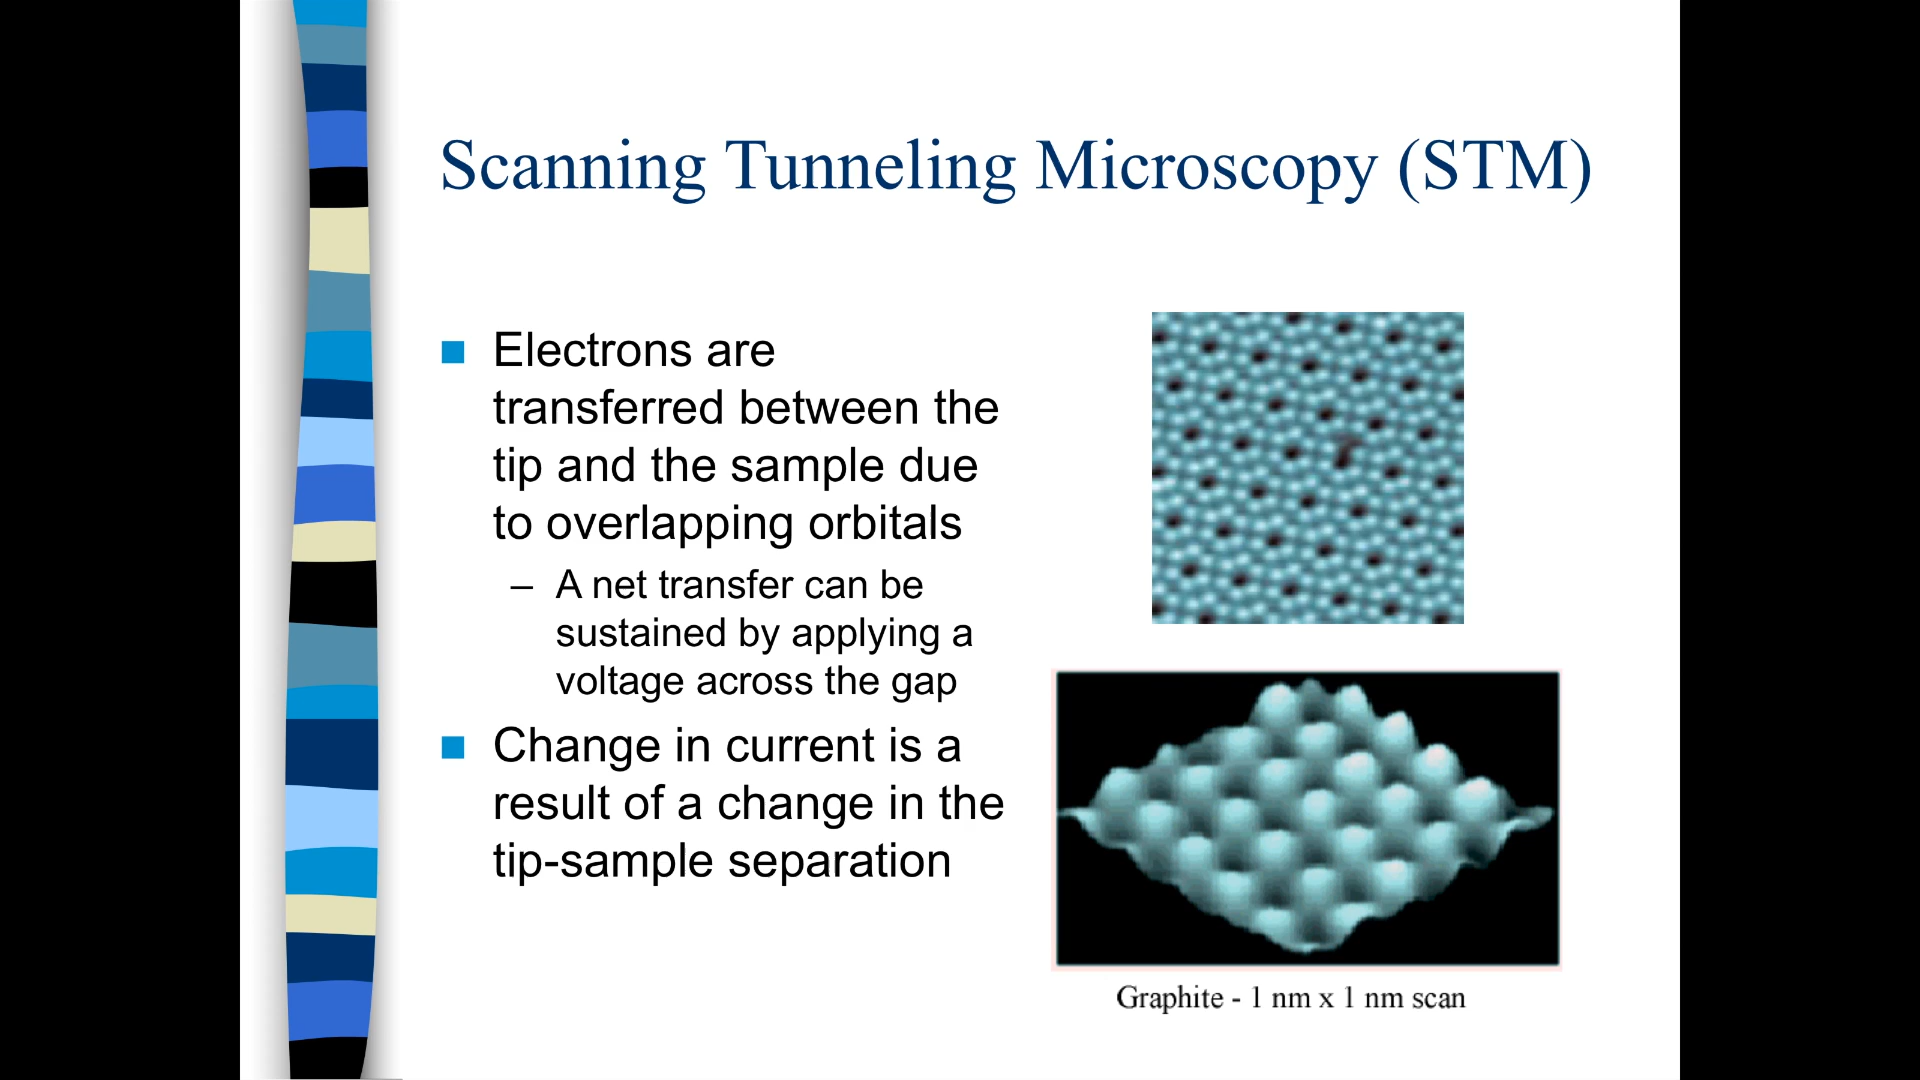 Scanning Tunneling Microscopy (STM)
Electrons are
transferred between the
tip and the sample due
to overlapping orbitals
– A net transfer can be
sustained by applying a
voltage across the gap
Change in current is a
result of a change in the
tip-sample separation
Graphite - 1 nm x 1 nm scan